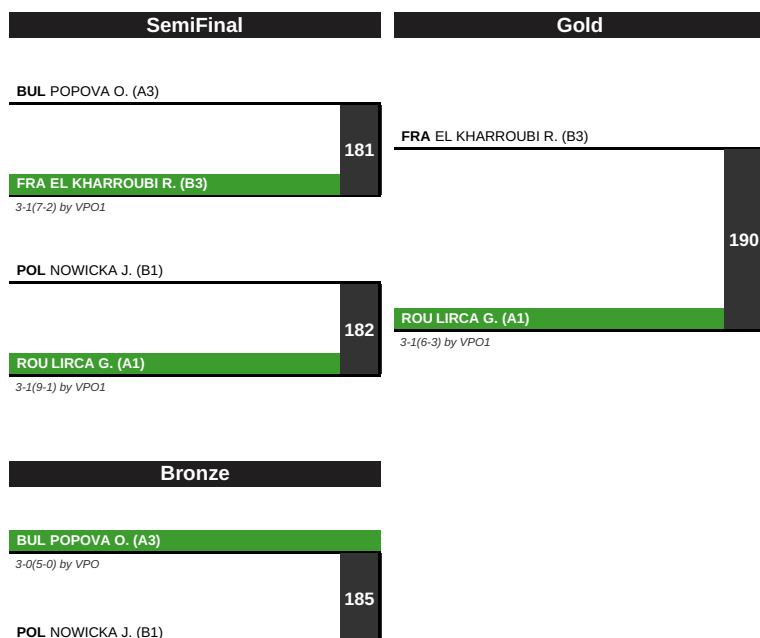 SemiFinal
Gold
BUL POPOVA O. (A3)
181
FRA EL KHARROUBI R. (B3)
3-1(7-2) by VPO1
POL NOWICKA J. (B1)
182
ROU LIRCA G. (A1)
3-1(9-1) by VPO1
FRA EL KHARROUBI R. (B3)
190
ROU LIRCA G. (A1)
3-1(6-3) by VPO1
Bronze
BUL POPOVA O. (A3)
3-0(5-0) by VPO
185
POL NOWICKA J. (B1)